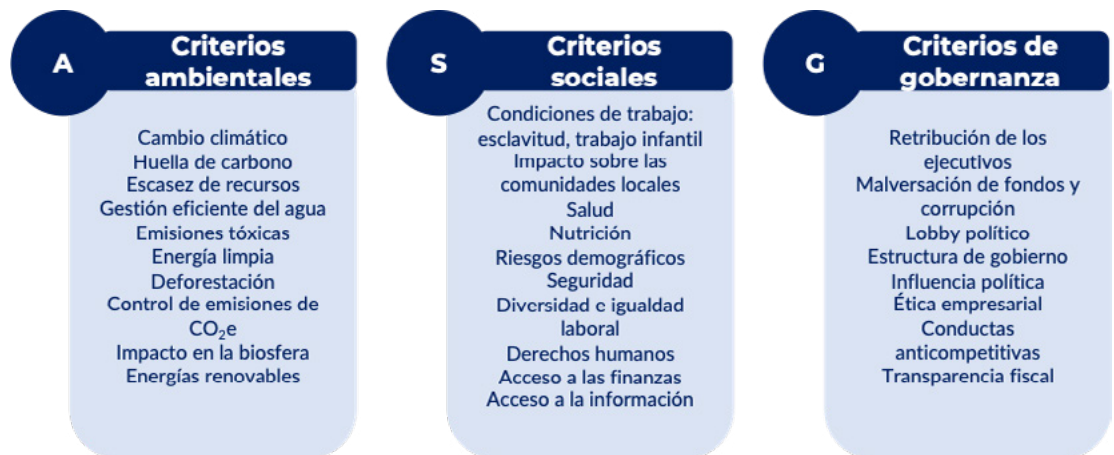 A
Criterios
ambientales
Cambio climático
Huella de carbono
Escasez de recursos
Gestión eficiente del agua
Emisiones tóxicas
Energía limpia
Deforestación
Control de emisiones de
CO₂e
Impacto en la biosfera
Energías renovables
S
Criterios
sociales
Condiciones de trabajo:
esclavitud, trabajo infantil
Impacto sobre las
comunidades locales
Salud
Nutrición
Riesgos demográficos
Seguridad
Diversidad e igualdad
laboral
Derechos humanos
Acceso a las finanzas
Acceso a la información
G
Criterios de
gobernanza
Retribución de los
ejecutivos
Malversación de fondos y
corrupción
Lobby político
Estructura de gobierno
Influencia política
Ética empresarial
Conductas
anticompetitivas
Transparencia fiscal